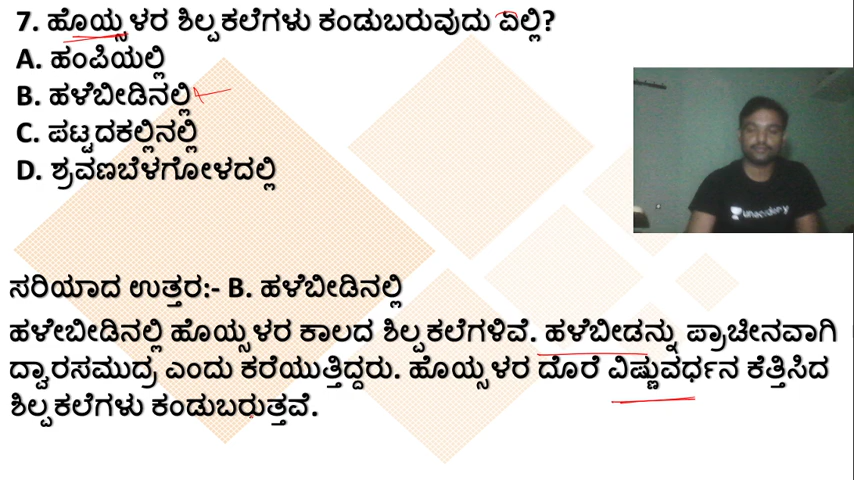 7. ಹೊಯ್ಸಳರ ಶಿಲ್ಪಕಲೆಗಳು ಕಂಡುಬರುವುದು ಏಲ್ಲಿ?
A. ಹಂಪಿಯಲ್ಲಿ
B. ಹಳೆಬೀಡಿನಲ್ಲಿ
C. ಪಟ್ಟದಕಲ್ಲಿನಲ್ಲಿ
D. ಶ್ರವಣಬೆಳಗೋಳದಲ್ಲಿ
unacademy
ಸರಿಯಾದ ಉತ್ತರ:- B. ಹಳೆಬೀಡಿನಲ್ಲಿ
ಹಳೇಬೀಡಿನಲ್ಲಿ ಹೊಯ್ಸಳರ ಕಾಲದ ಶಿಲ್ಪಕಲೆಗಳಿವೆ. ಹಳೆಬೀಡನ್ನು ಪ್ರಾಚೀನವಾಗಿ
ದ್ವಾರಸಮುದ್ರ ಎಂದು ಕರೆಯುತ್ತಿದ್ದರು. ಹೊಯ್ಸಳರ ದೊರೆ ವಿಷ್ಣುವರ್ಧನ ಕೆತ್ತಿಸಿದ
ಶಿಲ್ಪಕಲೆಗಳು ಕಂಡುಬರುತ್ತವೆ.